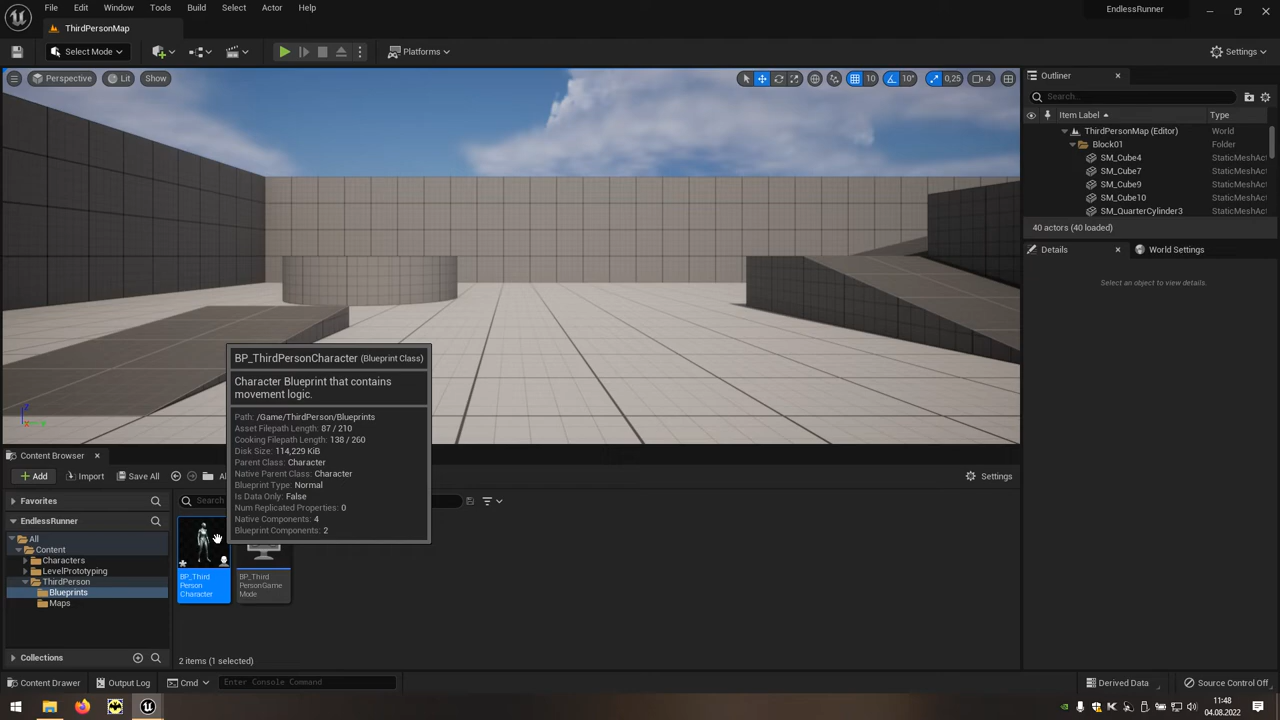 File Edit Window Tools Build Select Actor Help
EndlessRunner
ThirdPersonMap
Select Mode
Platforms
Settings
Perspective
Lit
Show
10
10°
0,25
4
Outliner
Search...
Item Label
Type
ThirdPersonMap (Editor) World
Block01 Folder
SM_Cube4 StaticMeshAct
SM_Cube7 StaticMeshAct
SM_Cube9 StaticMeshAct
SM_Cube10 StaticMeshAct
SM_QuarterCylinder3 StaticMeshAct
40 actors (40 loaded)
Details
World Settings
Select an object to view details.
BP_ThirdPersonCharacter (Blueprint Class)
Character Blueprint that contains
movement logic.
Path: /Game/ThirdPerson/Blueprints
Asset Filepath Length: 87 / 210
Cooking Filepath Length: 138 / 260
Disk Size: 114,229 KiB
Parent Class: Character
Native Parent Class: Character
Blueprint Type: Normal
Is Data Only: False
Num Replicated Properties: 0
Native Components: 4
Blueprint Components: 2
Content Browser
Add
Import
Save All
Al
Settings
Favorites
Search
EndlessRunner
All
Content
Characters
LevelPrototyping
ThirdPerson
Blueprints
Maps
BP_Third
Person
Character
BP_Third
PersonGame
Mode
Collections
2 items (1 selected)
Content Drawer
Output Log
Cmd
Enter Console Command
Derived Data
Source Control Off
11:48
04.08.2022